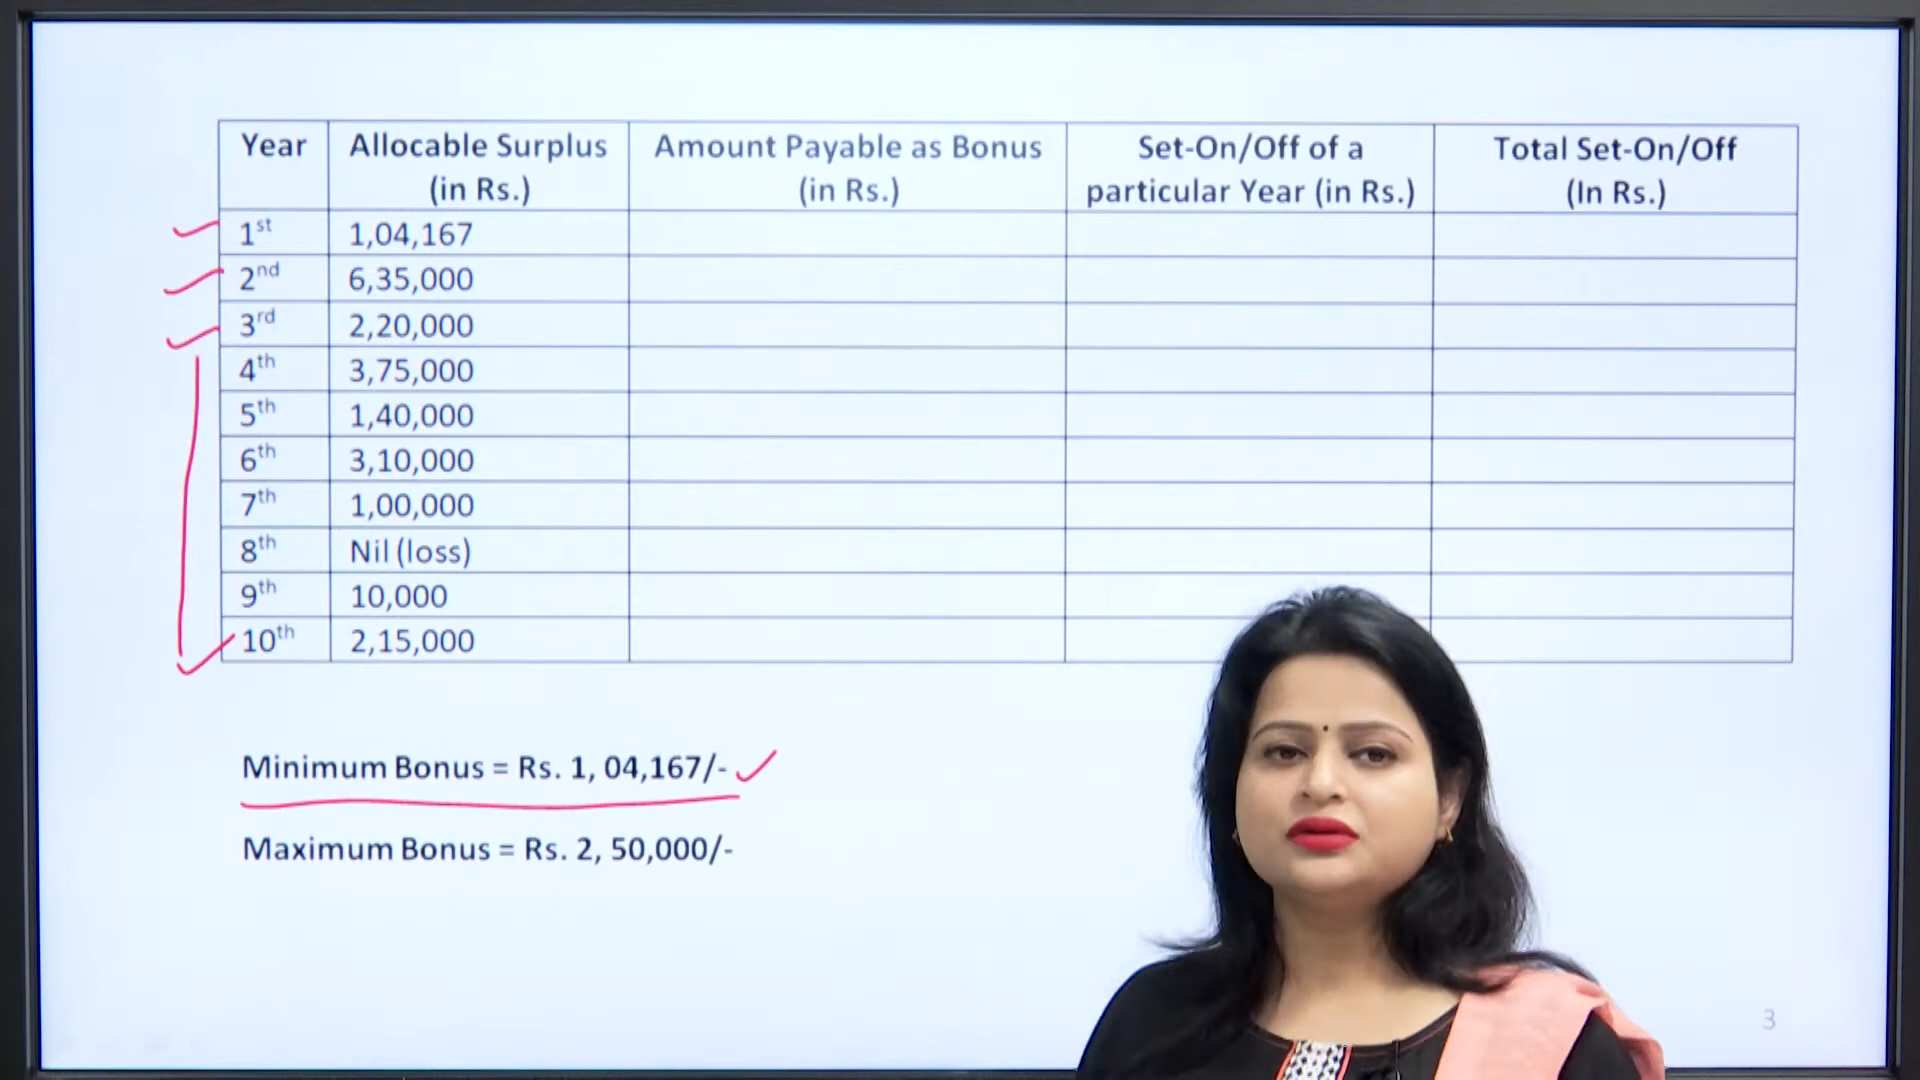 Year Allocable Surplus (in Rs.) Amount Payable as Bonus (in Rs.) Set-On/Off of a particular Year (in Rs.) Total Set-On/Off (In Rs.)
1st 1,04,167
2nd 6,35,000
3rd 2,20,000
4th 3,75,000
5th 1,40,000
6th 3,10,000
7th 1,00,000
8th Nil (loss)
9th 10,000
10th 2,15,000
Minimum Bonus = Rs. 1, 04,167/-
Maximum Bonus = Rs. 2, 50,000/-
3